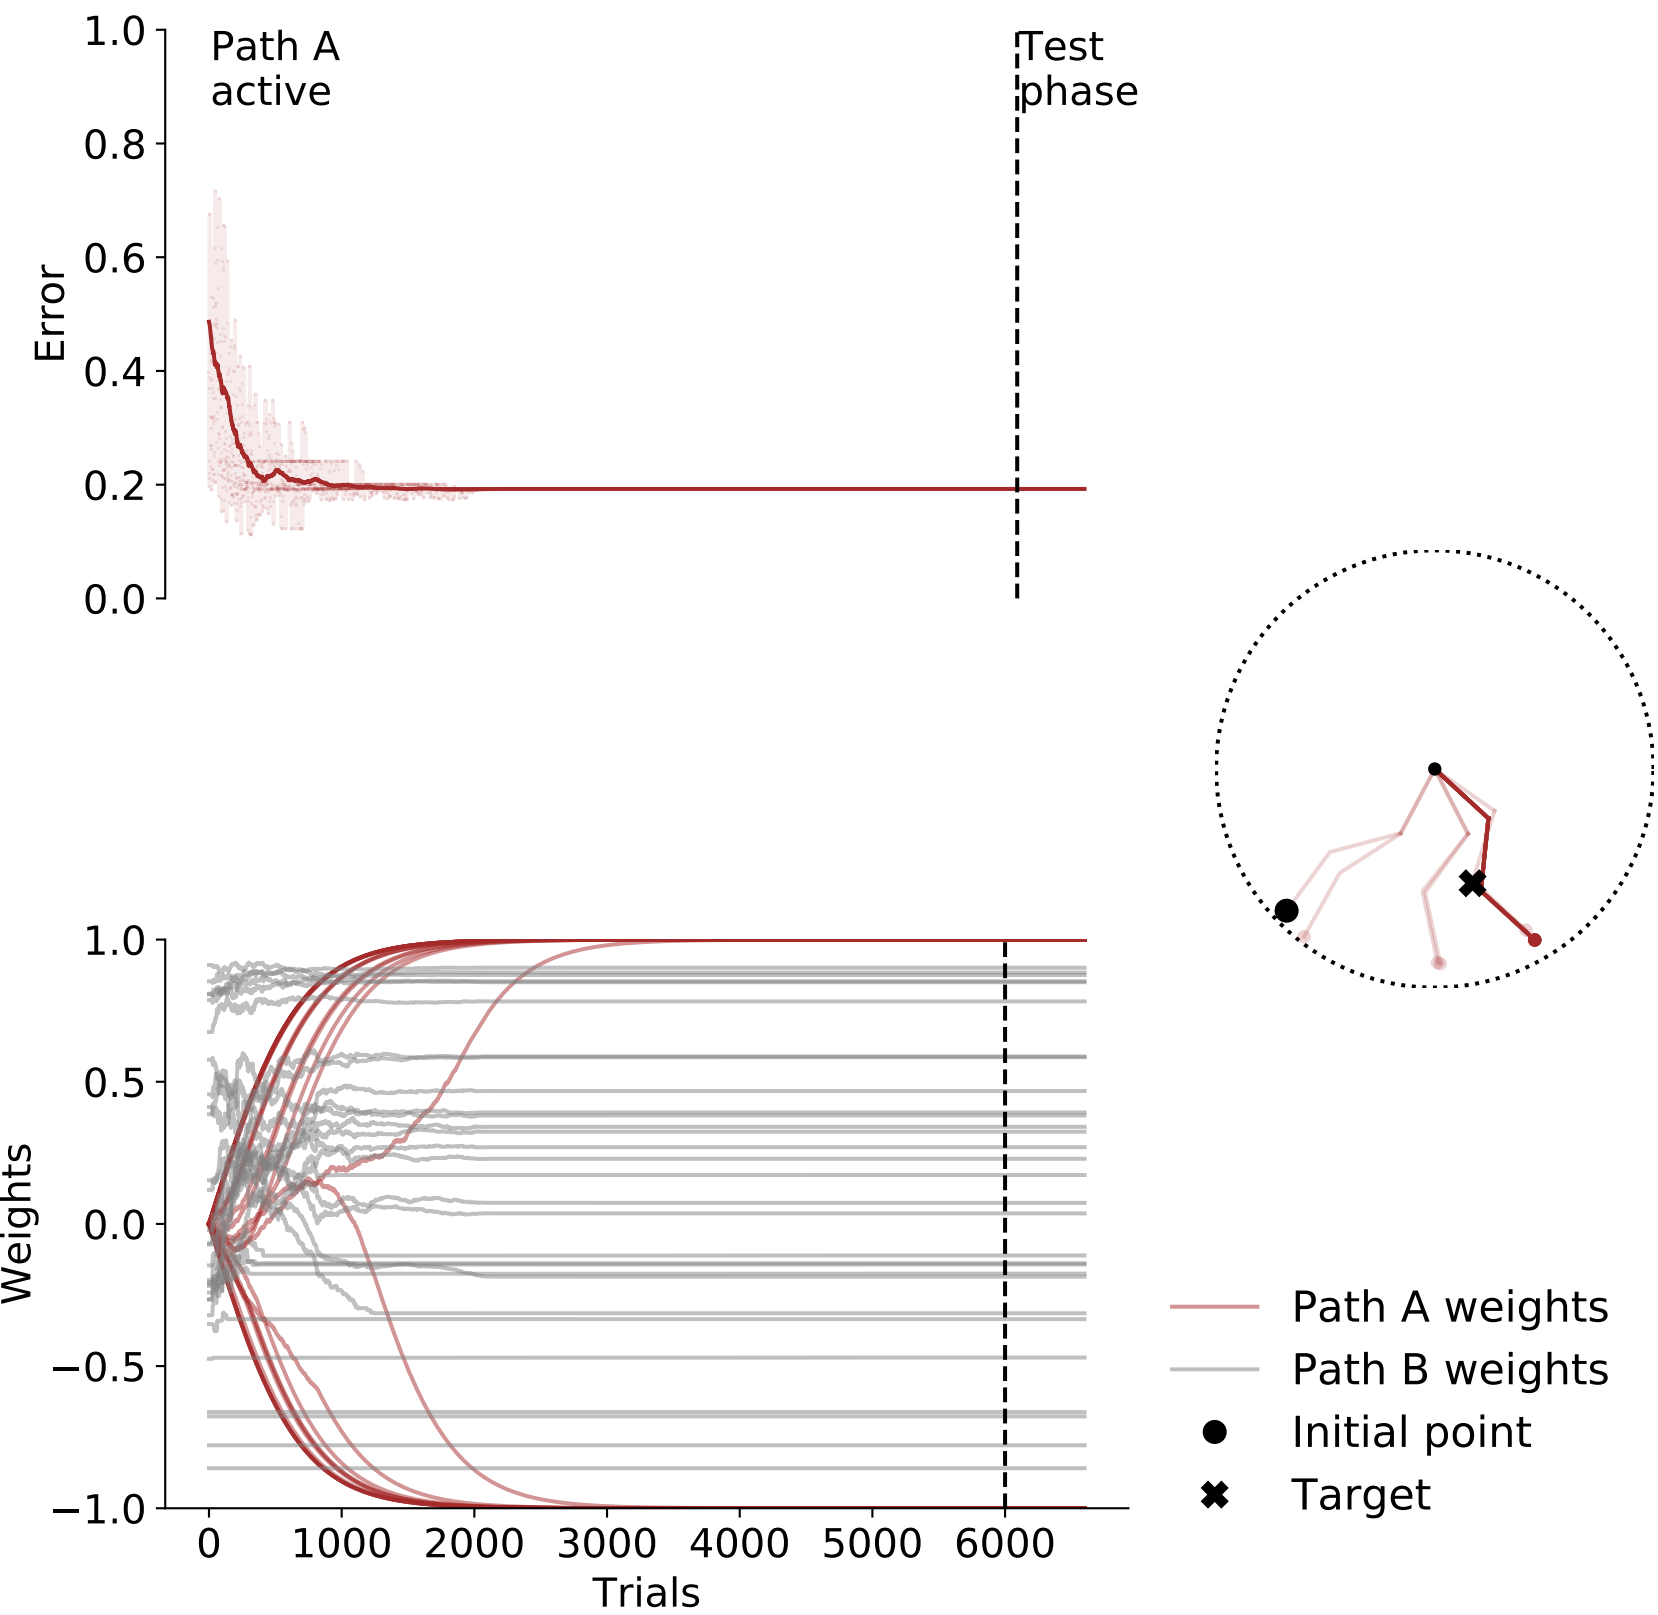 Path A
active
Test
phase
1.0
0.8
0.6
0.4
0.2
0.0
Error
1.0
0.5
0.0
−0.5
−1.0
Weights
0 1000 2000 3000 4000 5000 6000
Trials
Path A weights
Path B weights
Initial point
Target